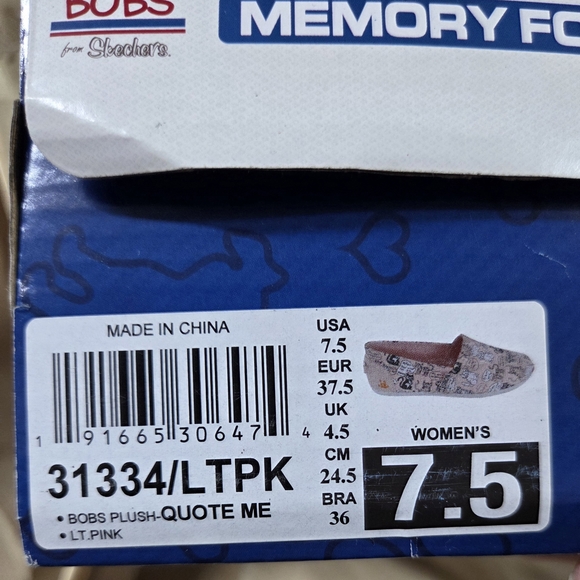 BOBS
from Skechers.
MEMORY FO
MADE IN CHINA
1 91665 30647 4
31334/LTPK
• BOBS PLUSH-QUOTE ME
• LT.PINK
USA
7.5
EUR
37.5
UK
4.5
CM
24.5
BRA
36
WOMEN'S
7.5